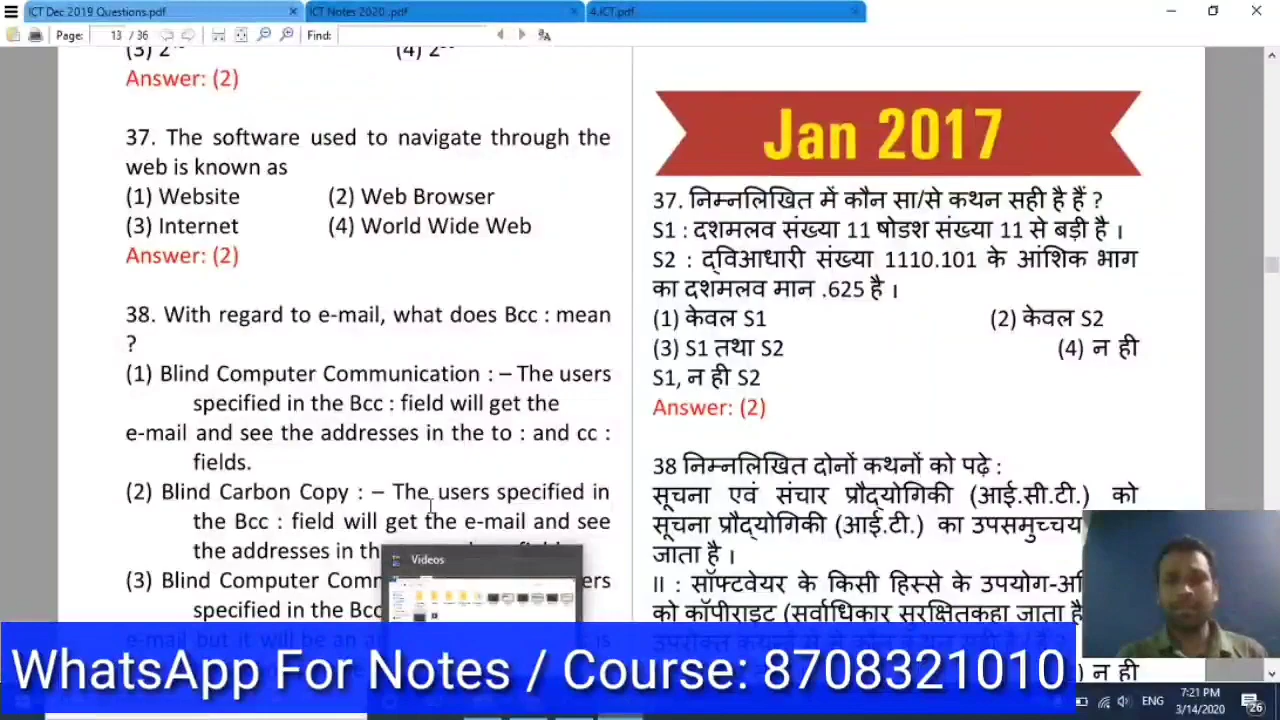 ICT Dec 2019 Questions.pdf
ICT Notes 2020 .pdf
4.ICT.pdf
Page: 13 / 36
Find:
(3) 2
(4) 2
Answer: (2)
37. The software used to navigate through the
web is known as
(1) Website (2) Web Browser
(3) Internet (4) World Wide Web
Answer: (2)
38. With regard to e-mail, what does Bcc : mean
?
(1) Blind Computer Communication : – The users
specified in the Bcc : field will get the
e-mail and see the addresses in the to : and cc :
fields.
(2) Blind Carbon Copy : – The users specified in
the Bcc : field will get the e-mail and see
the addresses in th
(3) Blind Computer Comm
specified in the Bcc
Videos
Jan 2017
37. निम्नलिखित में कौन सा/से कथन सही है हैं ?
S1 : दशमलव संख्या 11 षोडश संख्या 11 से बड़ी है ।
S2 : द्विआधारी संख्या 1110.101 के आंशिक भाग
का दशमलव मान .625 है ।
(1) केवल S1 (2) केवल S2
(3) S1 तथा S2 (4) न ही
S1, न ही S2
Answer: (2)
38 निम्नलिखित दोनों कथनों को पढ़े :
सूचना एवं संचार प्रौद्योगिकी (आई.सी.टी.) को
सूचना प्रौद्योगिकी (आई.टी.) का उपसमुच्चय
जाता है ।
II : सॉफ्टवेयर के किसी हिस्से के उपयोग-अ
को कॉपीराइट (सर्वाधिकार सुरक्षितकहा जाता है
न ही
WhatsApp For Notes / Course: 8708321010
ENG
7:21 PM
3/14/2020
26